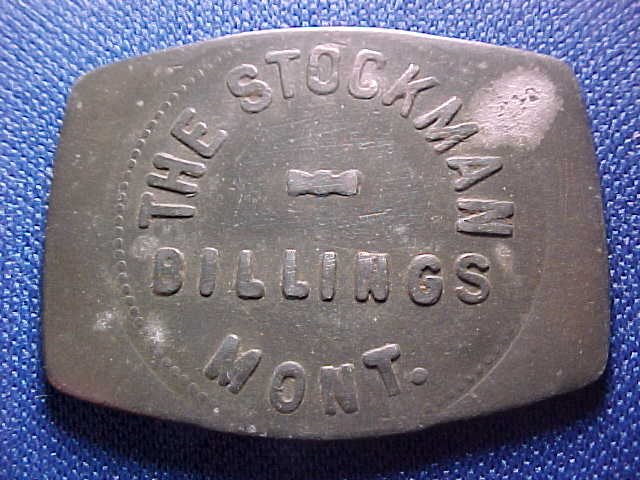 THE STOCKMAN
BILLINGS
MONT.